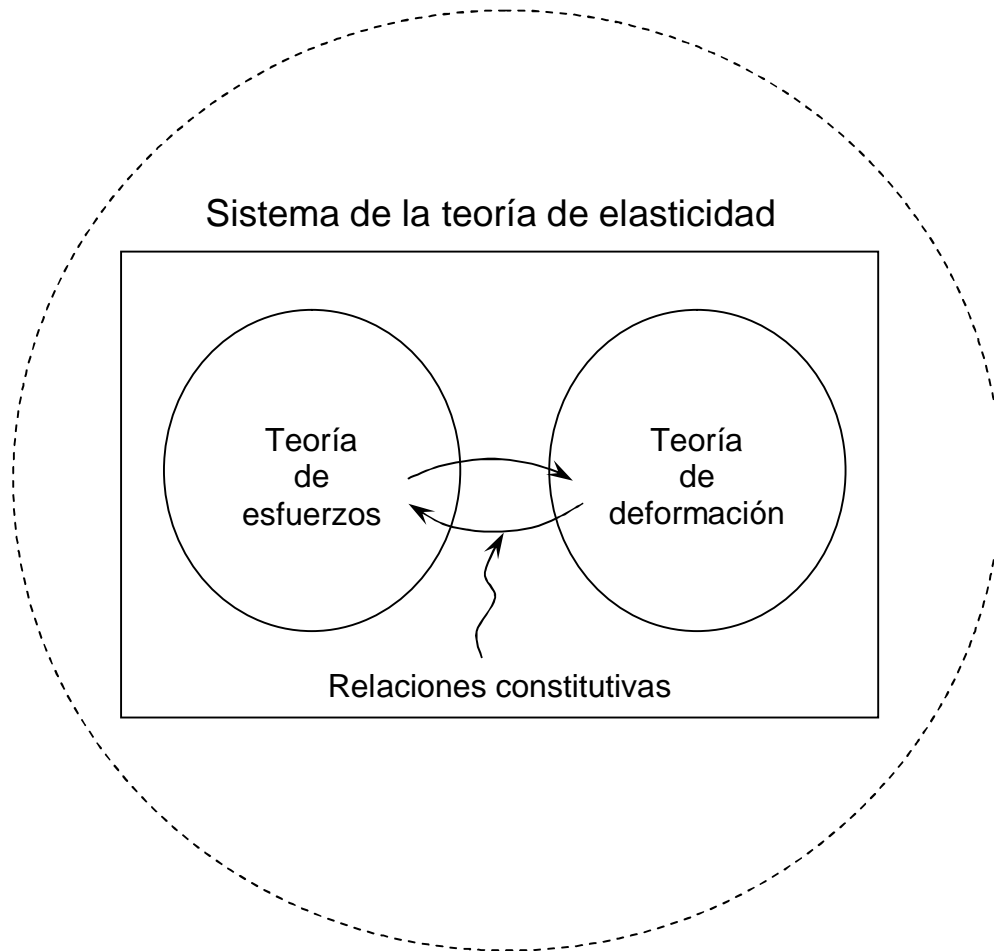 Sistema de la teoría de elasticidad
Teoría
de
esfuerzos
Teoría
de
deformación
Relaciones constitutivas